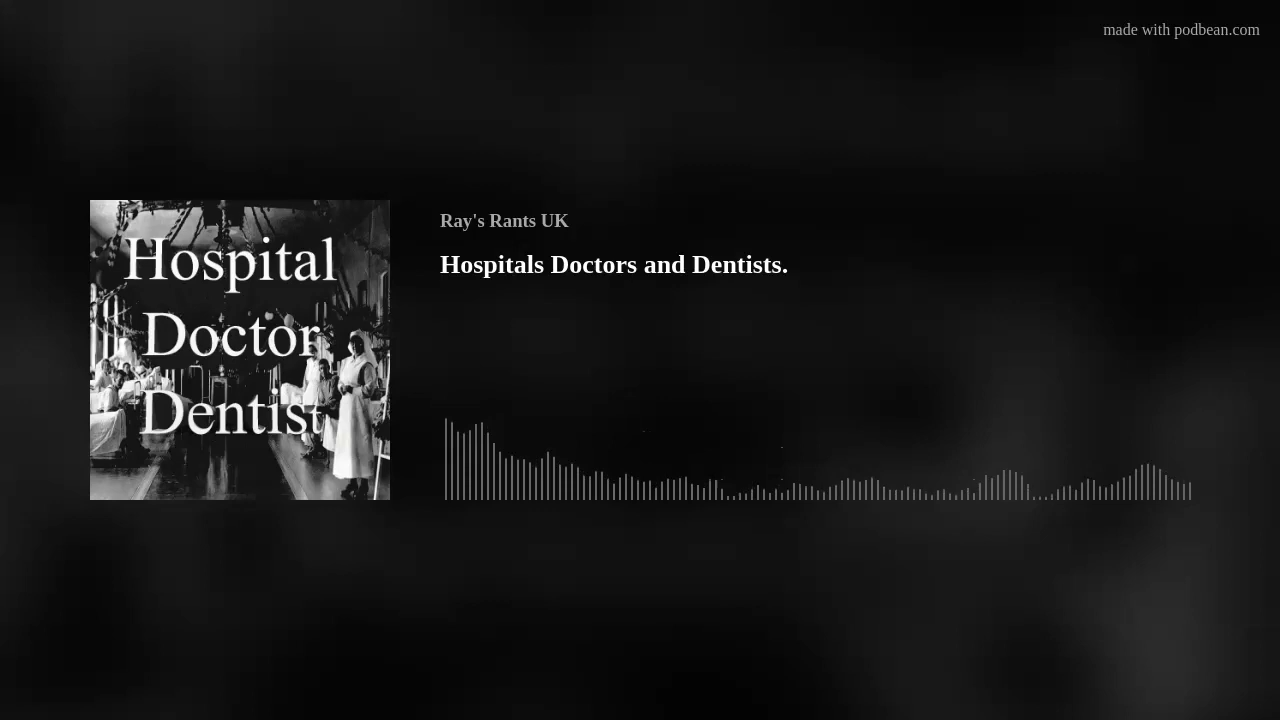 made with podbean.com
Ray's Rants UK
Hospitals Doctors and Dentists.
Hospital
Doctor
Dentist